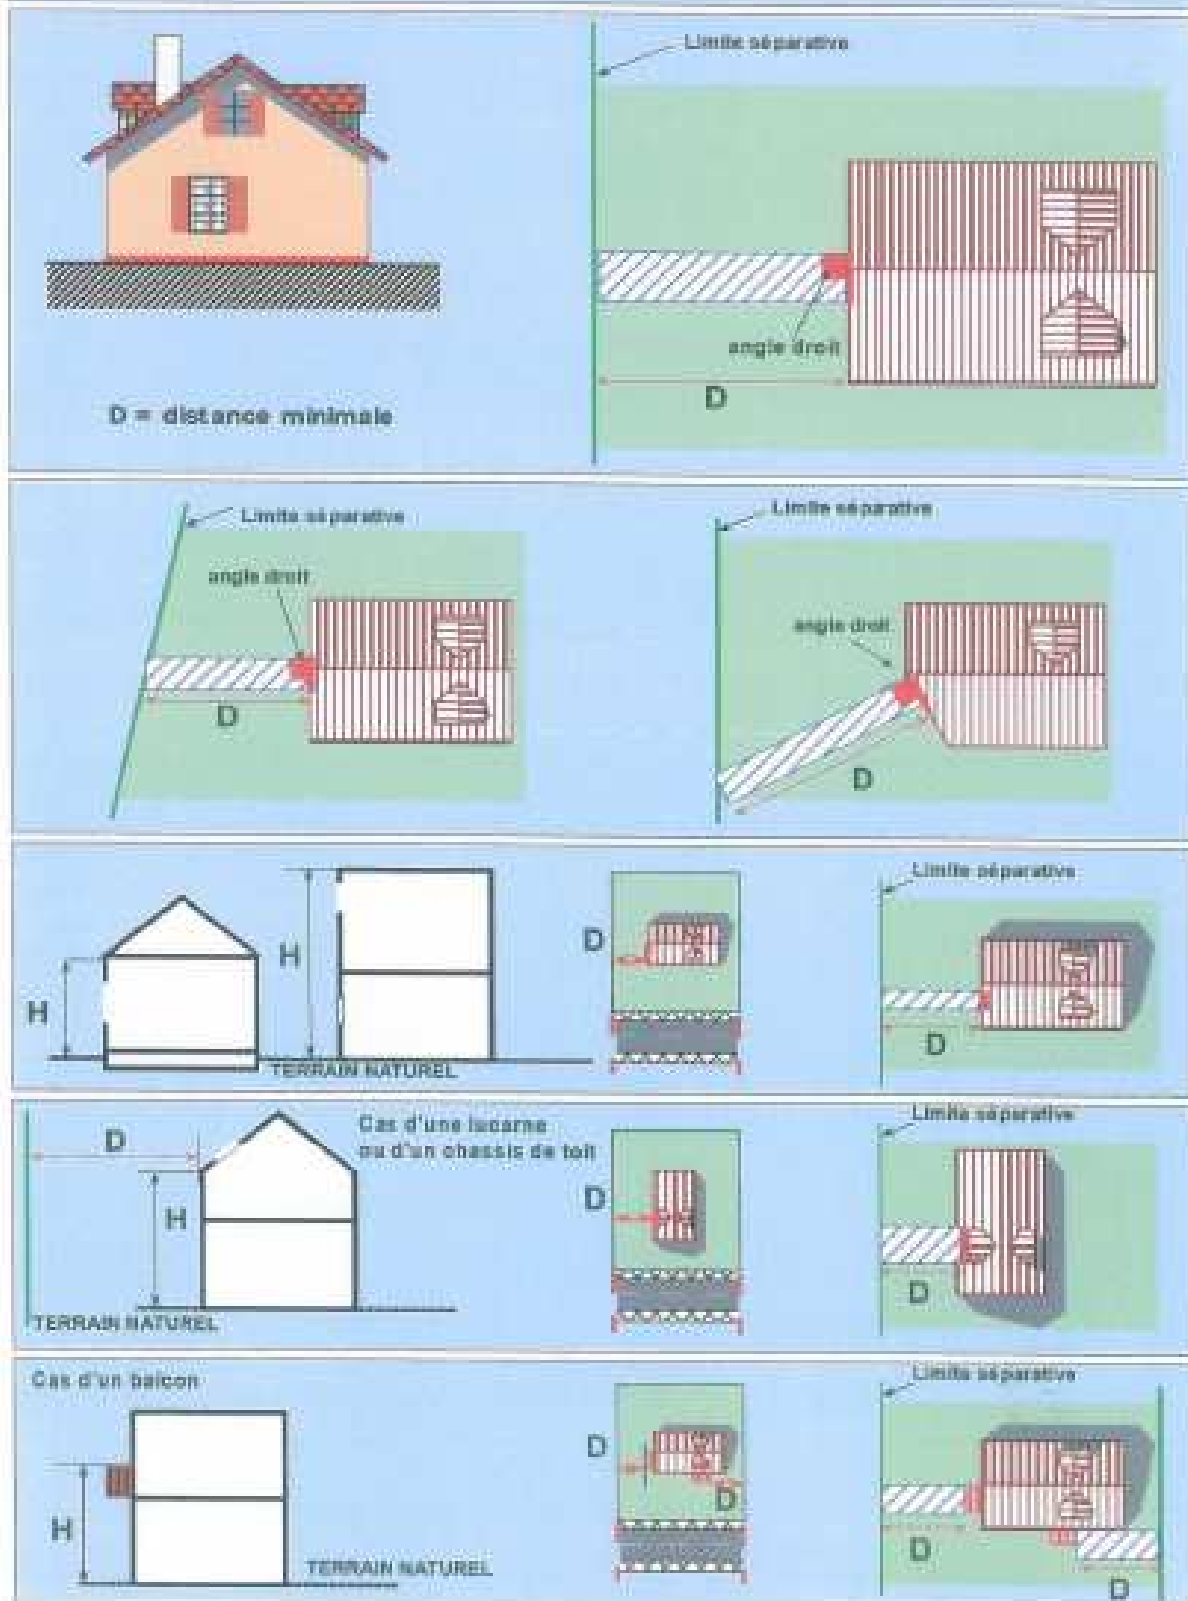 Limite séparative
angle droit
D
D = distance minimale
Limite séparative
angle droit
D
Limite séparative
angle droit
D
H
H
TERRAIN NATUREL
D
Limite séparative
D
D
H
Cas d'une lucarne
ou d'un chassis de toit
TERRAIN NATUREL
D
Limite séparative
D
Cas d'un balcon
H
TERRAIN NATUREL
D
D
Limite séparative
D
D